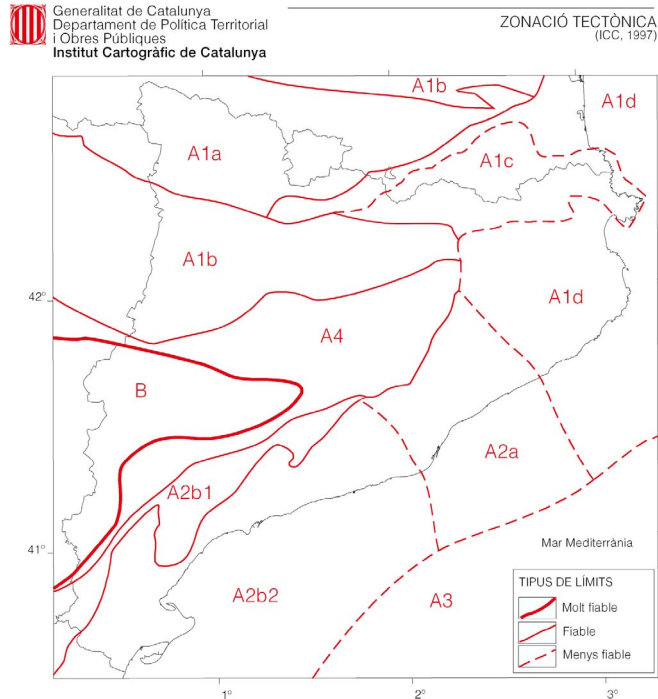 Generalitat de Catalunya
Departament de Política Territorial
i Obres Públiques
Institut Cartogràfic de Catalunya
ZONACIÓ TECTÒNICA
(ICC, 1997)
A1b
A1d
A1a
A1c
A1b
A1d
42°
A4
B
A2a
A2b1
41°
Mar Mediterrània
A2b2
A3
TIPUS DE LÍMITS
Molt fiable
Fiable
Menys fiable
1°
2°
3°